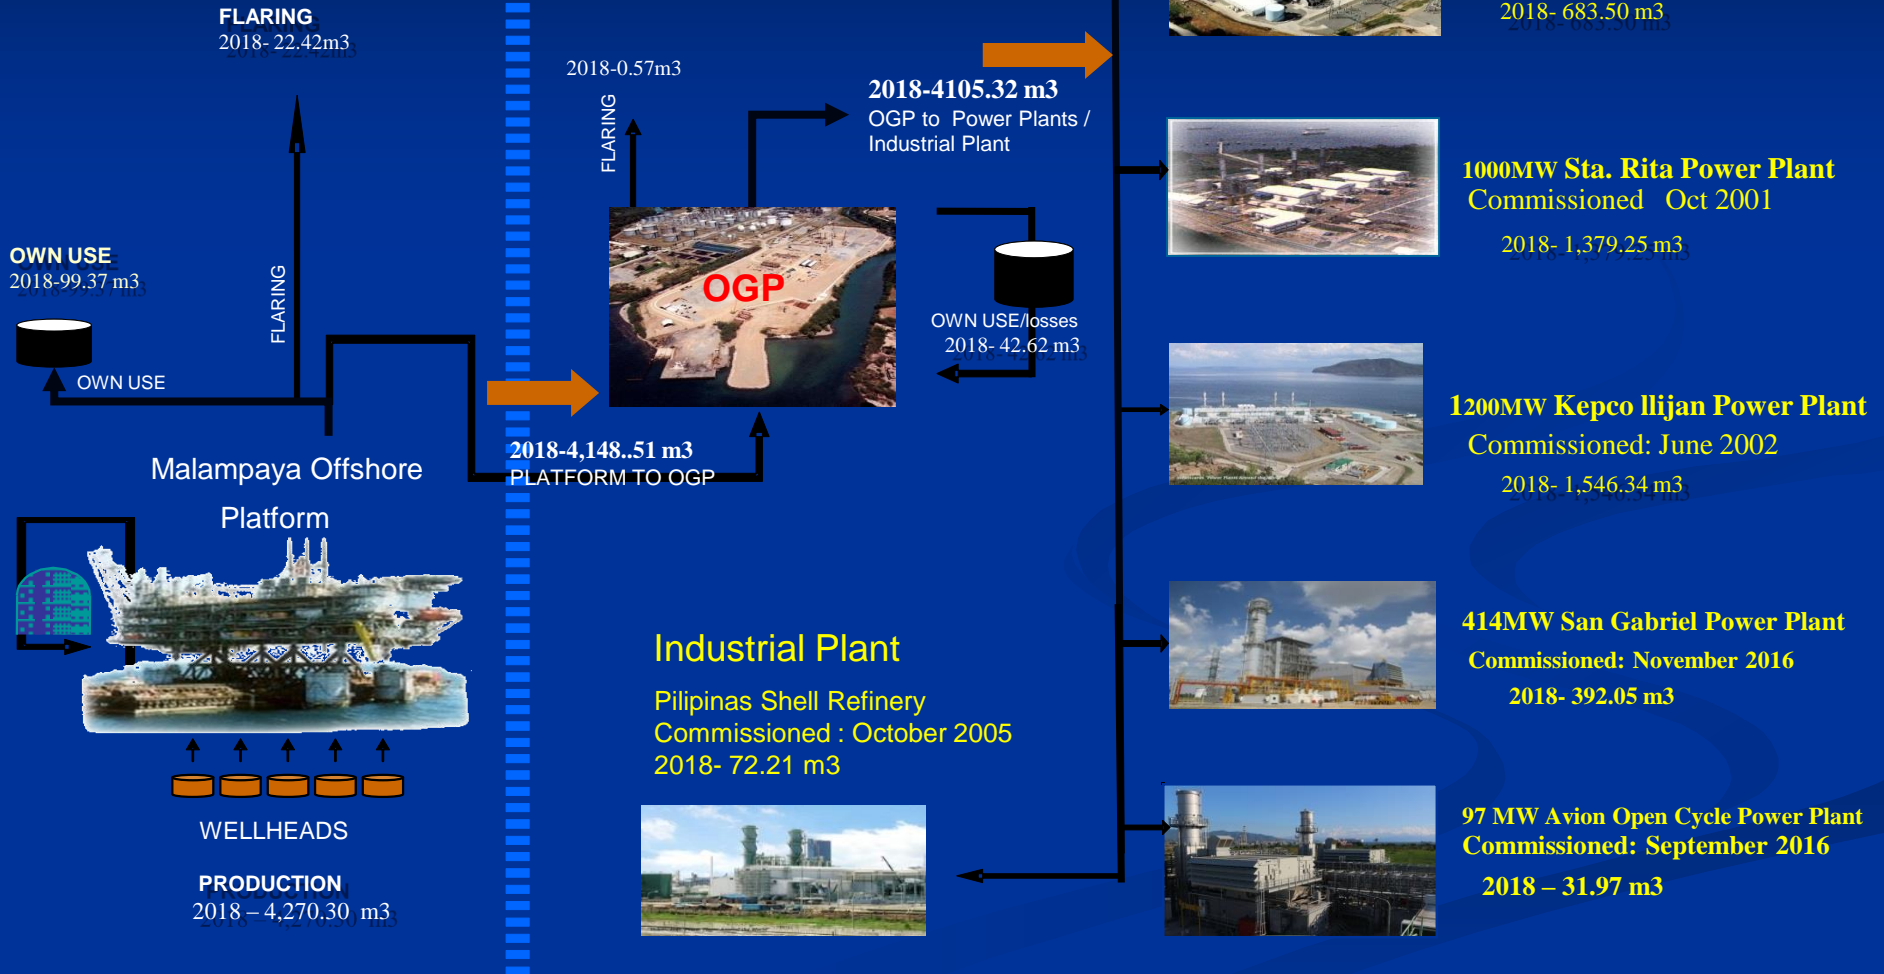 FLARING
2018- 22.42m3
OWN USE
2018-99.37 m3
FLARING
OWN USE
Malampaya Offshore
Platform
WELLHEADS
PRODUCTION
2018 – 4,270.30 m3
2018-0.57m3
FLARING
2018-4105.32 m3
OGP to Power Plants /
Industrial Plant
OGP
OWN USE/losses
2018- 42.62 m3
2018-4,148..51 m3
PLATFORM TO OGP
Industrial Plant
Pilipinas Shell Refinery
Commissioned : October 2005
2018- 72.21 m3
2018- 683.50 m3
1000MW Sta. Rita Power Plant
Commissioned Oct 2001
2018- 1,379.25 m3
1200MW Kepco llijan Power Plant
Commissioned: June 2002
2018- 1,546.34 m3
414MW San Gabriel Power Plant
Commissioned: November 2016
2018- 392.05 m3
97 MW Avion Open Cycle Power Plant
Commissioned: September 2016
2018 – 31.97 m3